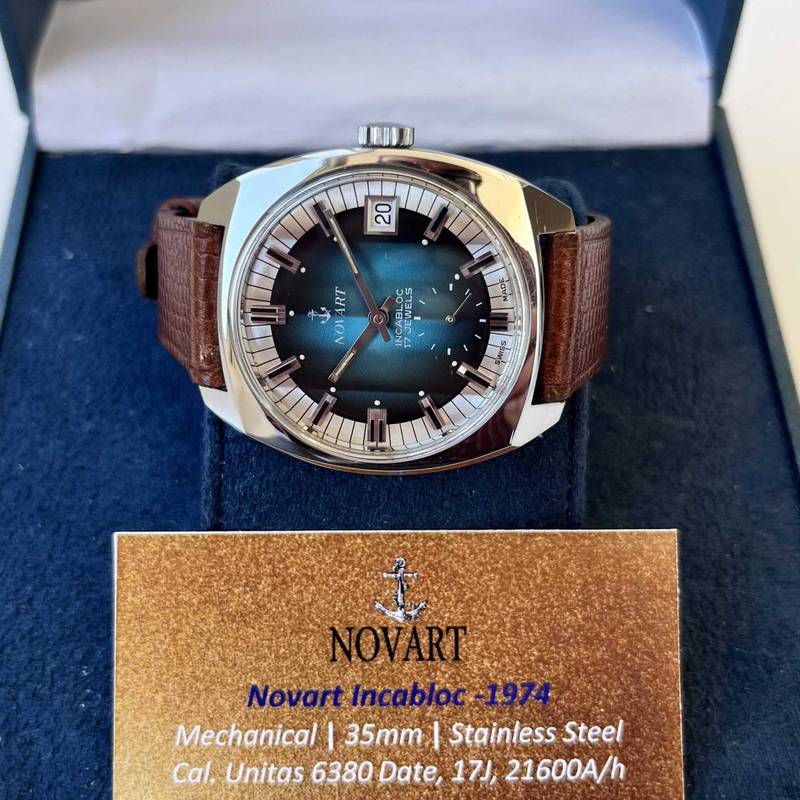 20
NOVART
INCABLOC
17 JEWELS
SWISS MADE
NOVART
Novart Incabloc -1974
Mechanical | 35mm | Stainless Steel
Cal. Unitas 6380 Date, 17J, 21600A/h